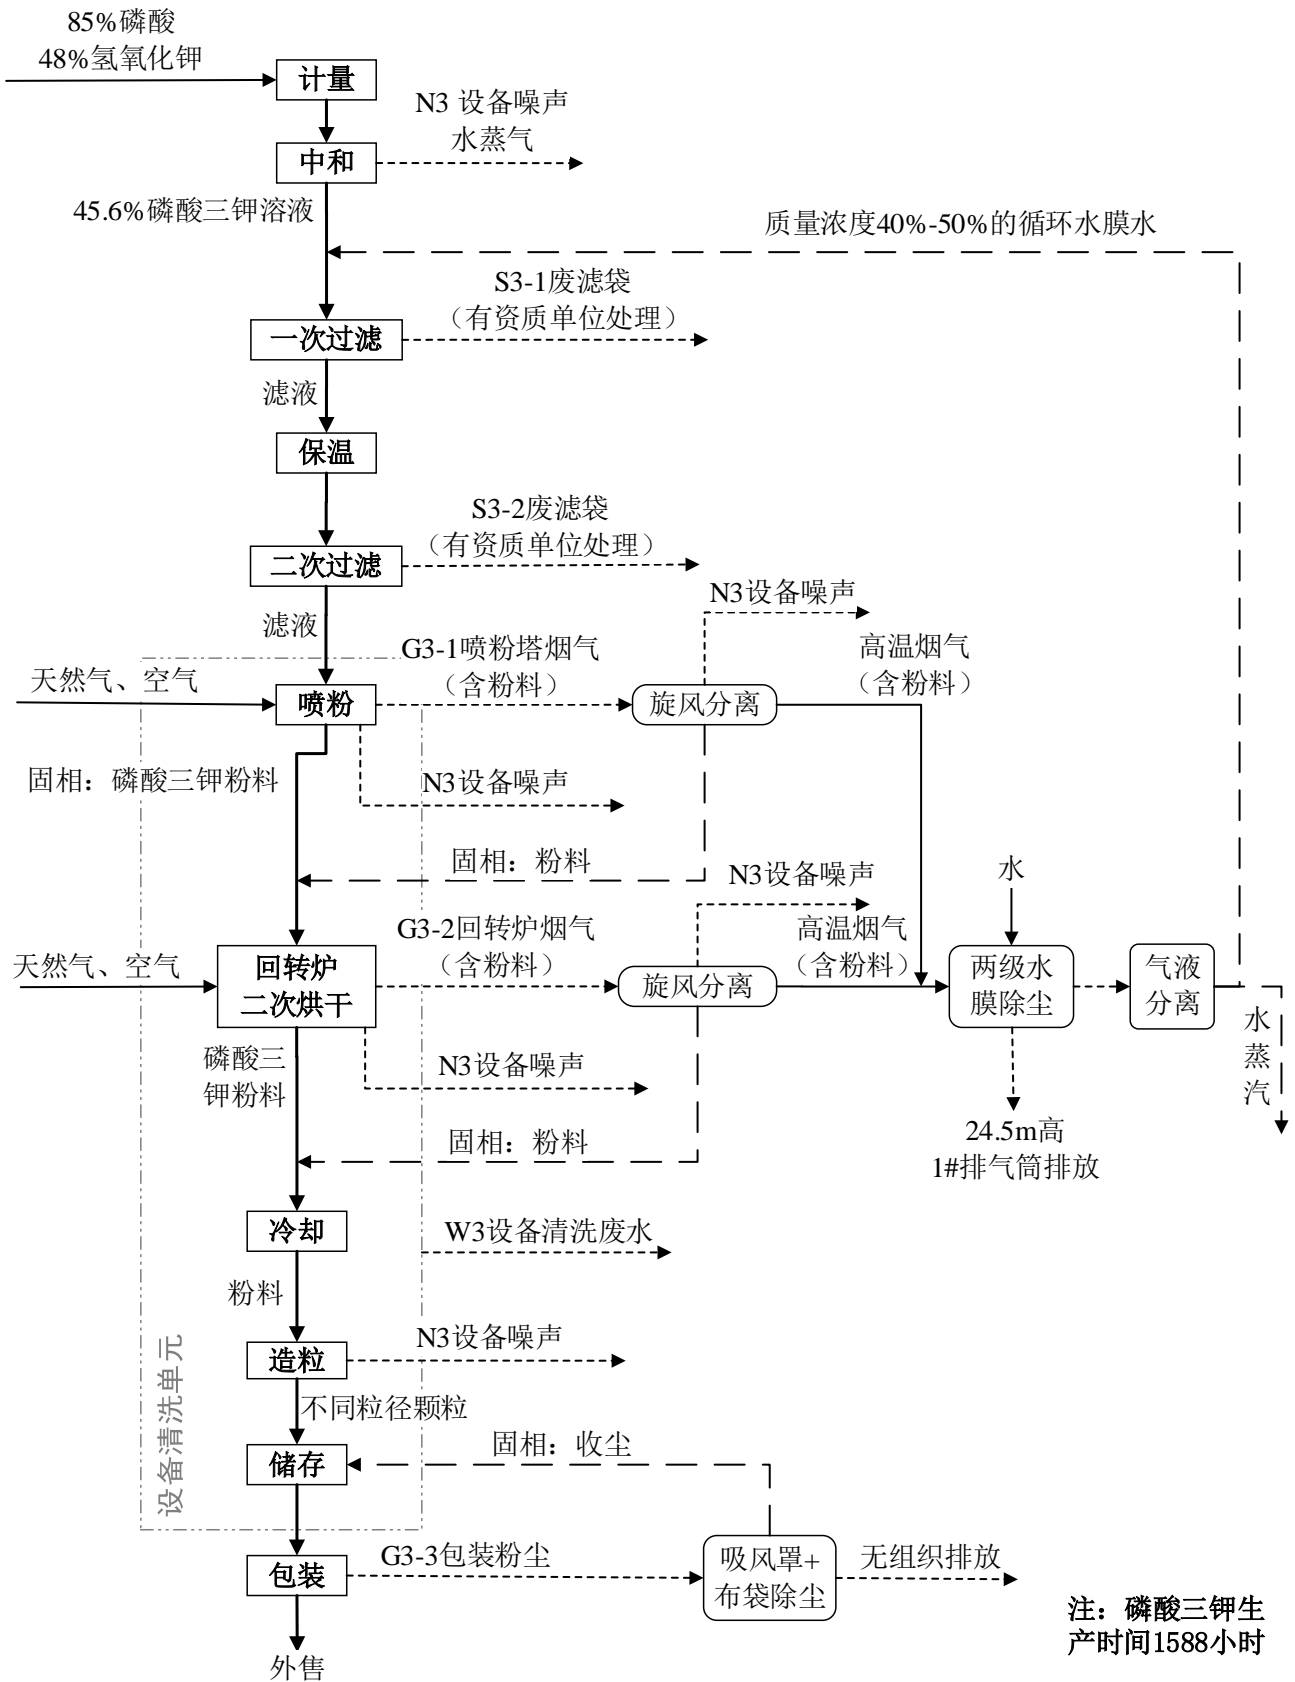 85%磷酸
48%氢氧化钾
计量
N3 设备噪声
水蒸气
中和
45.6%磷酸三钾溶液
质量浓度40%-50%的循环水膜水
S3-1废滤袋
（有资质单位处理）
一次过滤
滤液
保温
S3-2废滤袋
（有资质单位处理）
二次过滤
滤液
N3设备噪声
G3-1喷粉塔烟气
（含粉料）
高温烟气
（含粉料）
天然气、空气
喷粉
旋风分离
固相：磷酸三钾粉料
N3设备噪声
固相：粉料
N3设备噪声
水
G3-2回转炉烟气
（含粉料）
高温烟气
（含粉料）
天然气、空气
回转炉
二次烘干
旋风分离
两级水
膜除尘
气液
分离
水蒸汽
磷酸三
钾粉料
N3设备噪声
固相：粉料
24.5m高
1#排气筒排放
冷却
W3设备清洗废水
粉料
N3设备噪声
造粒
设备清洗单元
不同粒径颗粒
固相：收尘
储存
G3-3包装粉尘
包装
吸风罩+
布袋除尘
无组织排放
外售
注：磷酸三钾生
产时间1588小时